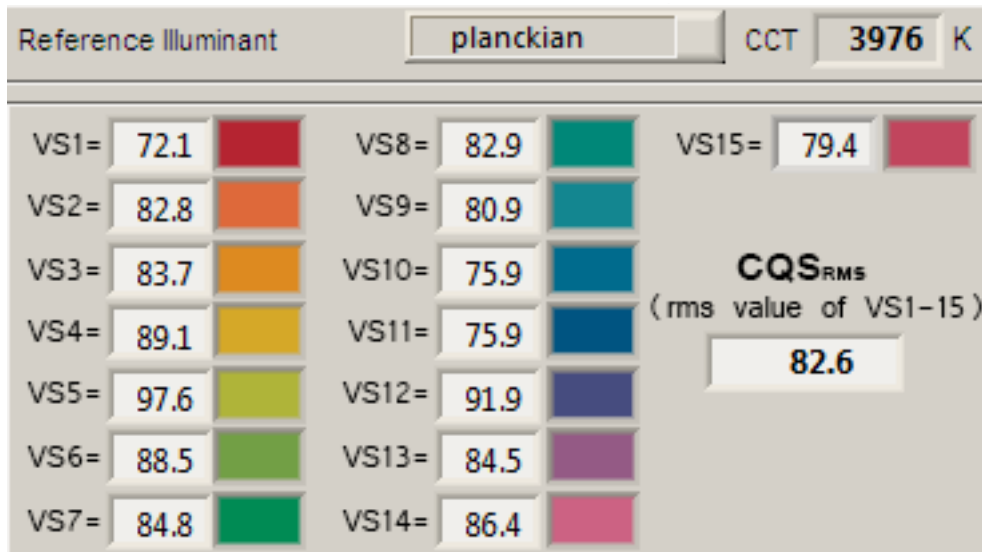 Reference Illuminant planckian CCT 3976 K
VS1= 72.1 VS8= 82.9 VS15= 79.4
VS2= 82.8 VS9= 80.9
VS3= 83.7 VS10= 75.9 CQSRMS
(rms value of VS1-15)
VS4= 89.1 VS11= 75.9
82.6
VS5= 97.6 VS12= 91.9
VS6= 88.5 VS13= 84.5
VS7= 84.8 VS14= 86.4